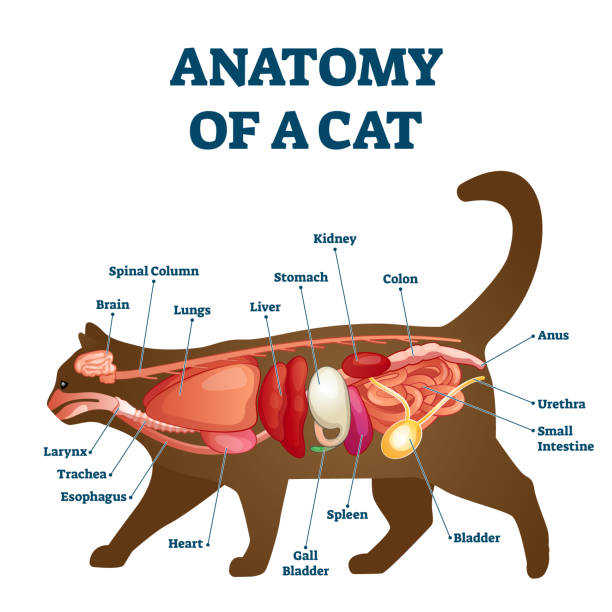 ANATOMY
OF A CAT
Kidney
Spinal Column
Stomach
Colon
Brain
Lungs
Liver
Anus
Urethra
Small
Intestine
Larynx
Trachea
Esophagus
Spleen
Bladder
Heart
Gall
Bladder